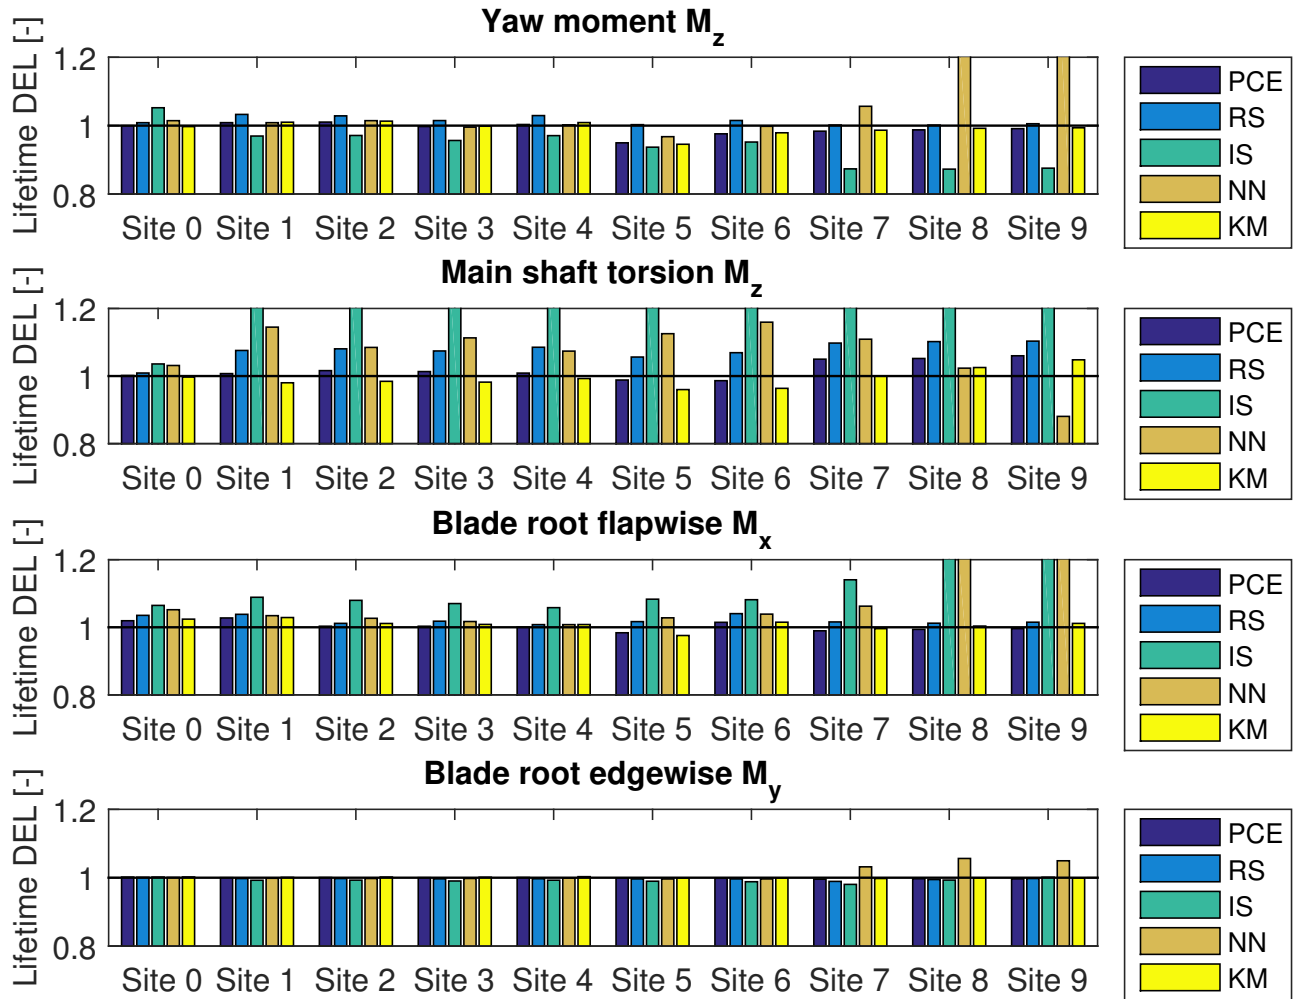 Yaw moment M_z
Lifetime DEL [-]
1.2
1
0.8
Site 0 Site 1 Site 2 Site 3 Site 4 Site 5 Site 6 Site 7 Site 8 Site 9
PCE
RS
IS
NN
KM
Main shaft torsion M_z
Lifetime DEL [-]
1.2
1
0.8
Site 0 Site 1 Site 2 Site 3 Site 4 Site 5 Site 6 Site 7 Site 8 Site 9
PCE
RS
IS
NN
KM
Blade root flapwise M_x
Lifetime DEL [-]
1.2
1
0.8
Site 0 Site 1 Site 2 Site 3 Site 4 Site 5 Site 6 Site 7 Site 8 Site 9
PCE
RS
IS
NN
KM
Blade root edgewise M_y
Lifetime DEL [-]
1.2
1
0.8
Site 0 Site 1 Site 2 Site 3 Site 4 Site 5 Site 6 Site 7 Site 8 Site 9
PCE
RS
IS
NN
KM